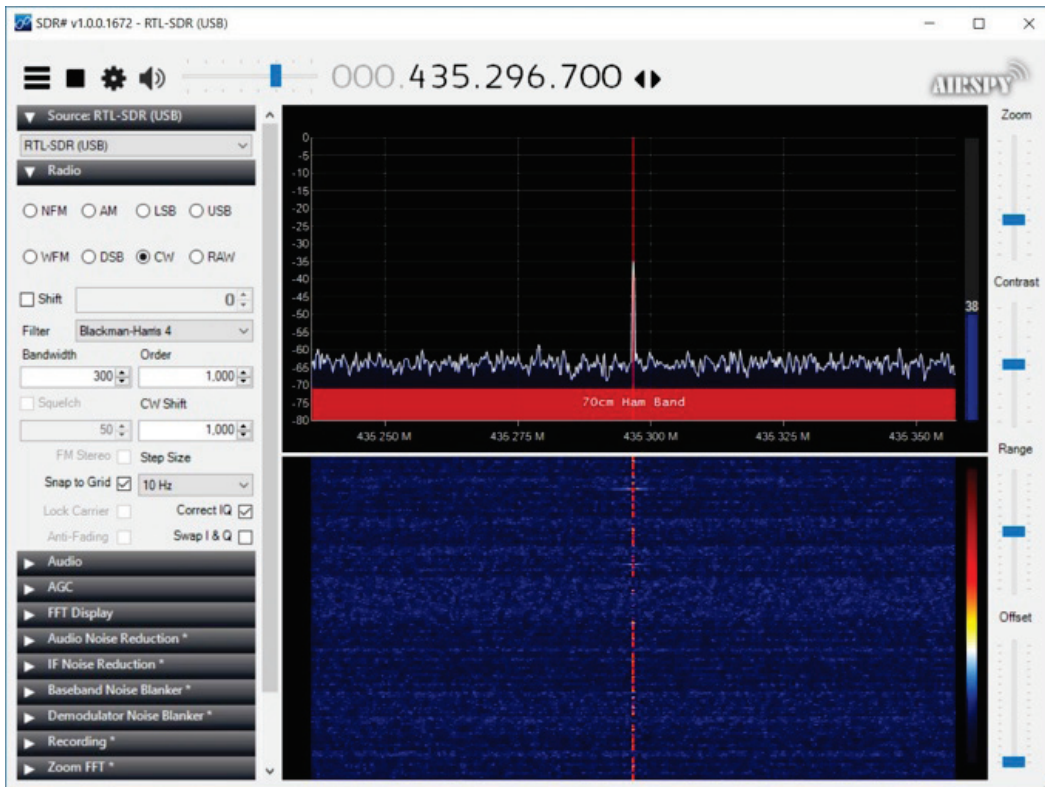 SDR# v1.0.0.1672 - RTL-SDR (USB)
000.435.296.700
AIRSPY
Source: RTL-SDR (USB)
RTL-SDR (USB)
Radio
NFM AM LSB USB
WFM DSB CW RAW
Shift 0
Filter Blackman-Harris 4
Bandwidth Order
300 1,000
Squelch CW Shift
50 1,000
FM Stereo Step Size
Snap to Grid 10 Hz
Lock Carrier Correct IQ
Anti-Fading Swap I & Q
Audio
AGC
FFT Display
Audio Noise Reduction *
IF Noise Reduction *
Baseband Noise Blanker *
Demodulator Noise Blanker *
Recording *
Zoom FFT *
0
-5
-10
-15
-20
-25
-30
-35
-40
-45
-50
-55
-60
-65
-70
-75
-80
38
70cm Ham Band
435.250 M 435.275 M 435.300 M 435.325 M 435.350 M
Zoom
Contrast
Range
Offset